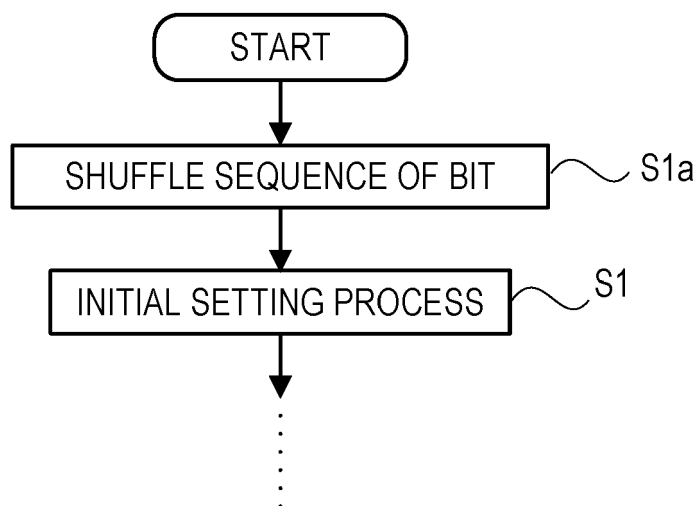 START
SHUFFLE SEQUENCE OF BIT
S1a
INITIAL SETTING PROCESS
S1